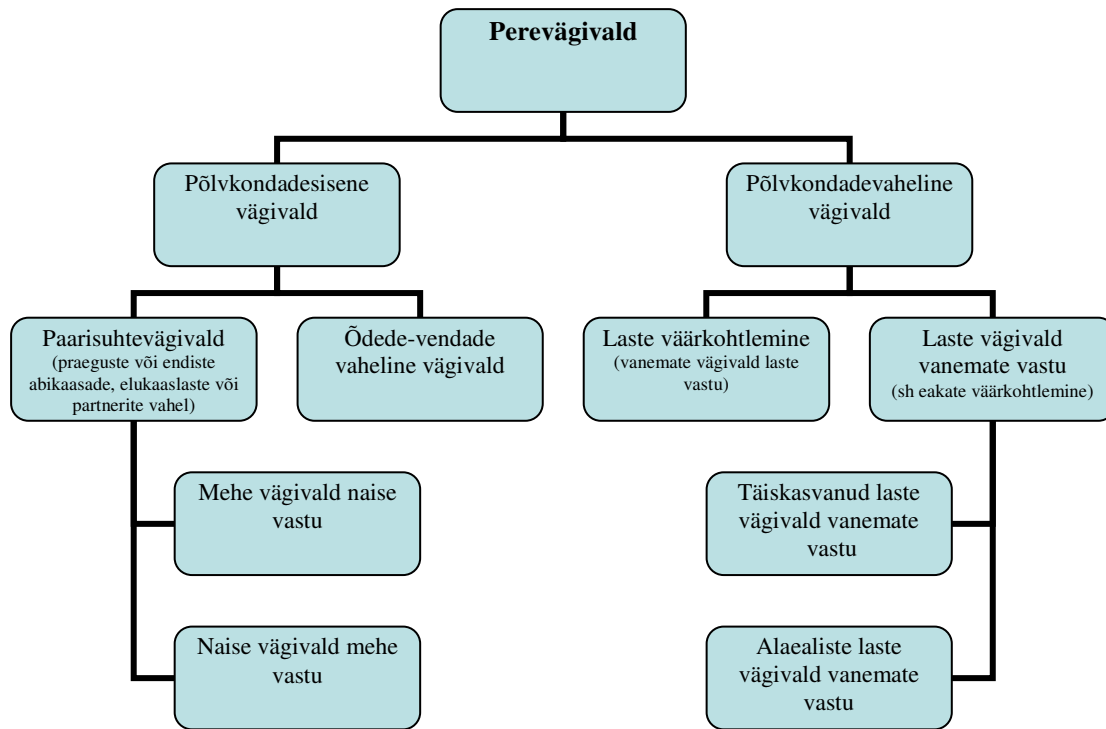 Perevägivald
Põlvkondadesisene
vägivald
Põlvkondadevaheline
vägivald
Paarisuhtevägivald
(praeguste või endiste
abikaasade, elukaaslaste või
partnerite vahel)
Õdede-vendade
vaheline vägivald
Laste väärkohtlemine
(vanemate vägivald laste
vastu)
Laste vägivald
vanemate vastu
(sh eakate väärkohtlemine)
Mehe vägivald naise
vastu
Täiskasvanud laste
vägivald vanemate
vastu
Naise vägivald mehe
vastu
Alaealiste laste
vägivald vanemate
vastu